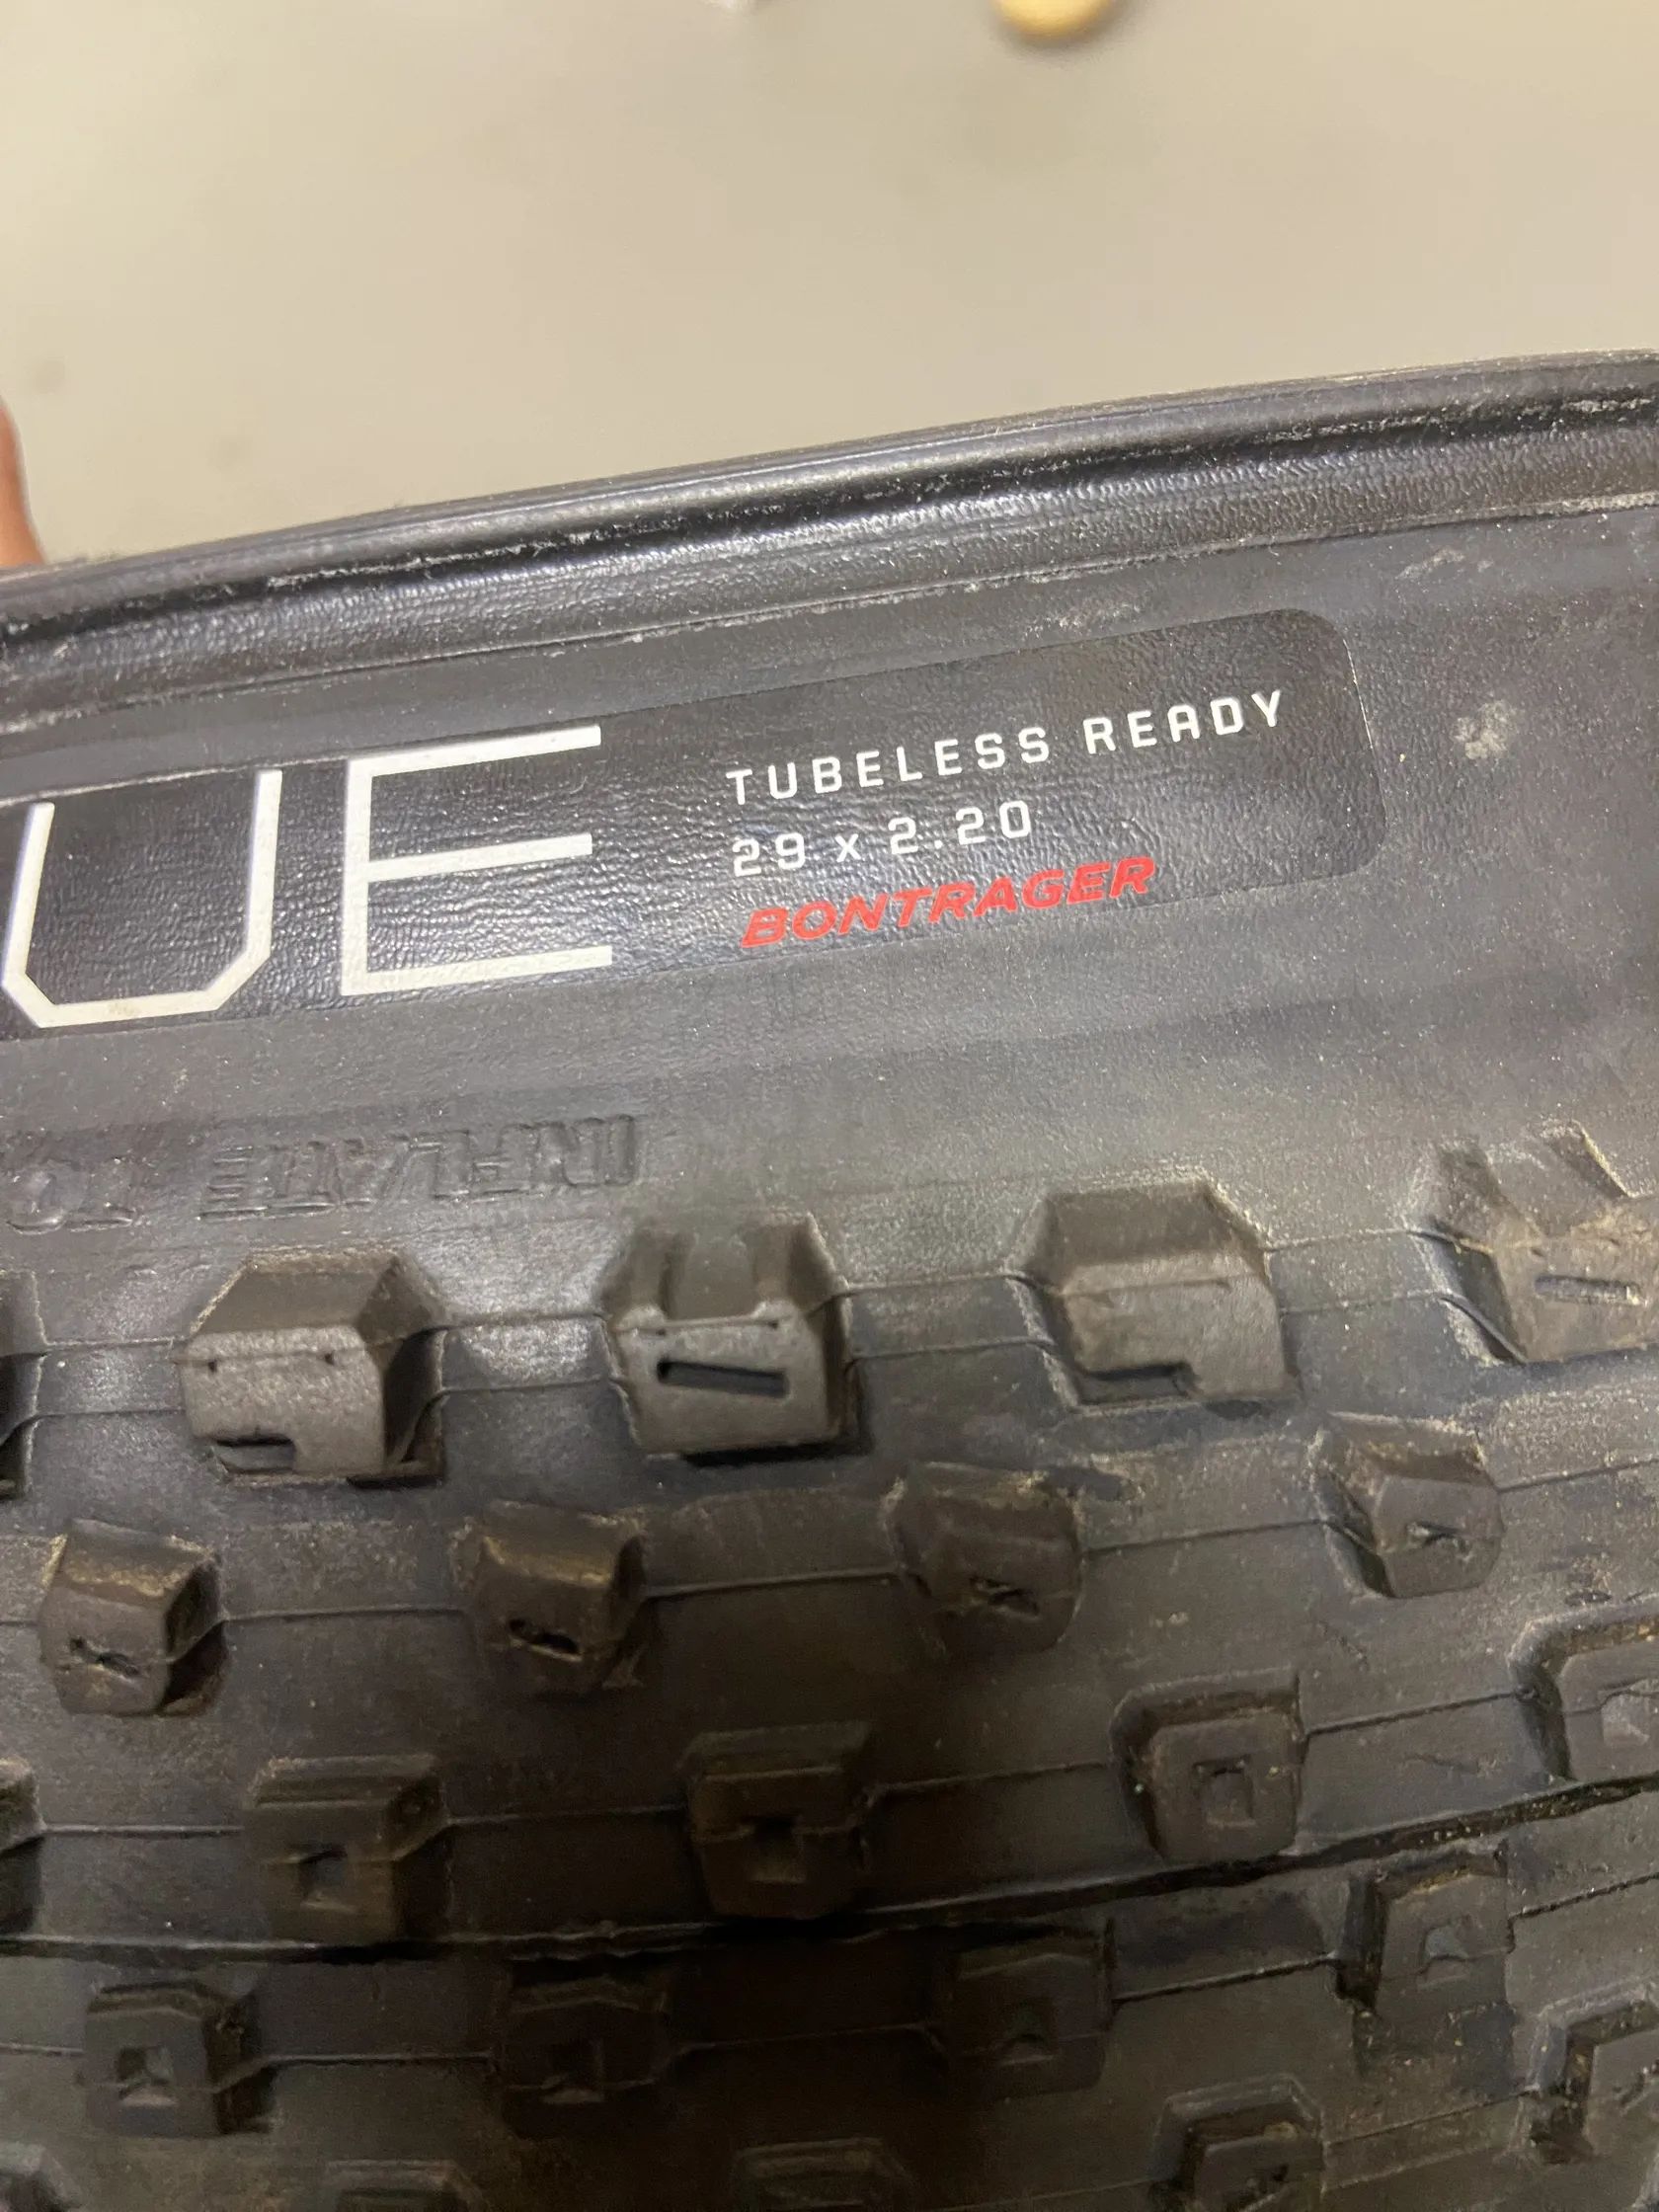 UE
TUBELESS READY
29 x 2.20
BONTRAGER
INFLATE TO